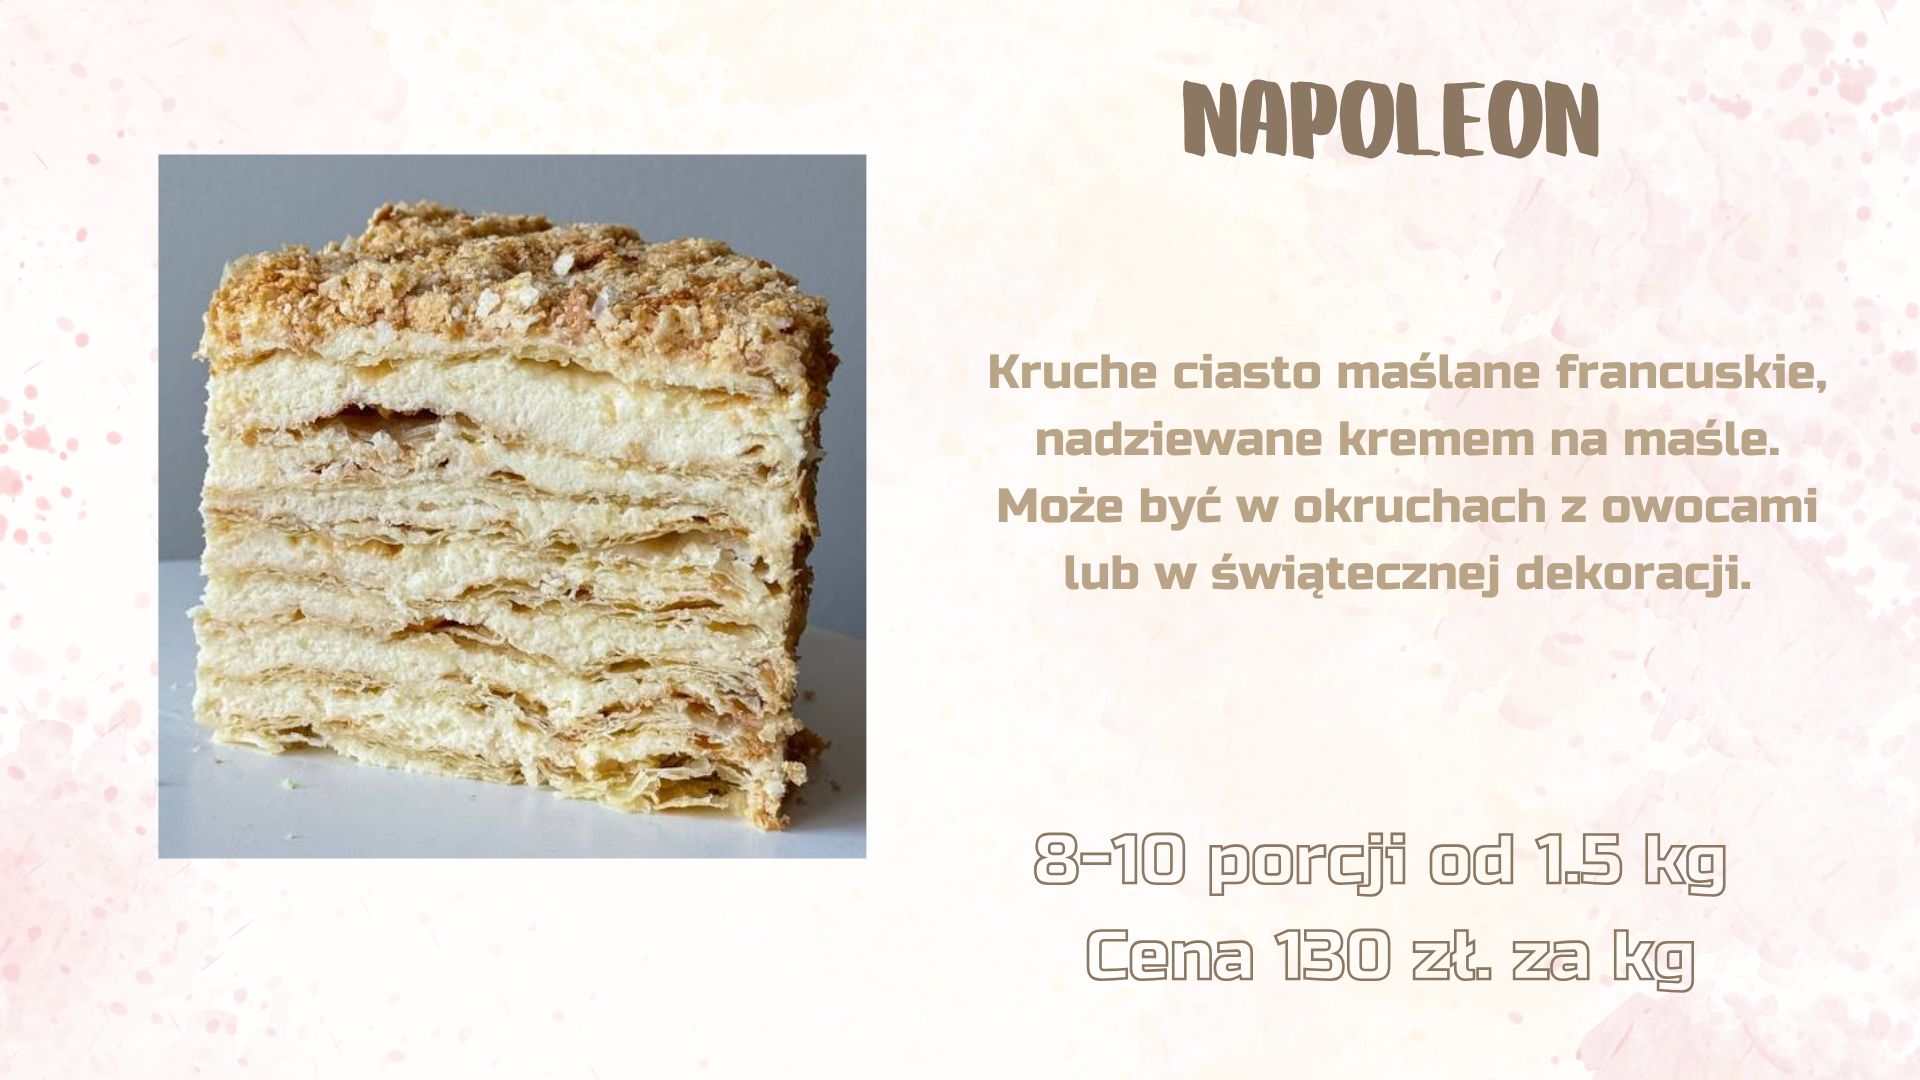 NAPOLEON
Kruche ciasto maślane francuskie,
nadziewane kremem na maśle.
Może być w okruchach z owocami
lub w świątecznej dekoracji.
8-10 porcji od 1.5 kg
Cena 130 zł. za kg